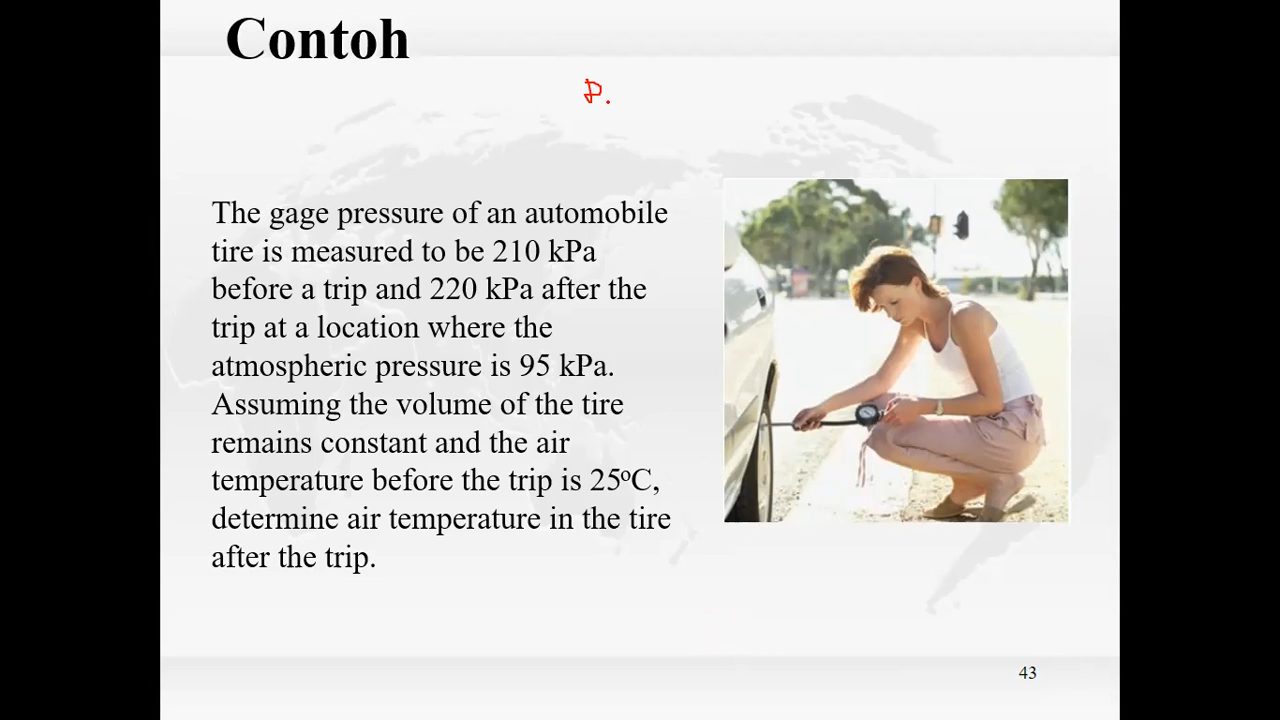 Contoh
P.
The gage pressure of an automobile
tire is measured to be 210 kPa
before a trip and 220 kPa after the
trip at a location where the
atmospheric pressure is 95 kPa.
Assuming the volume of the tire
remains constant and the air
temperature before the trip is 25ºC,
determine air temperature in the tire
after the trip.
43